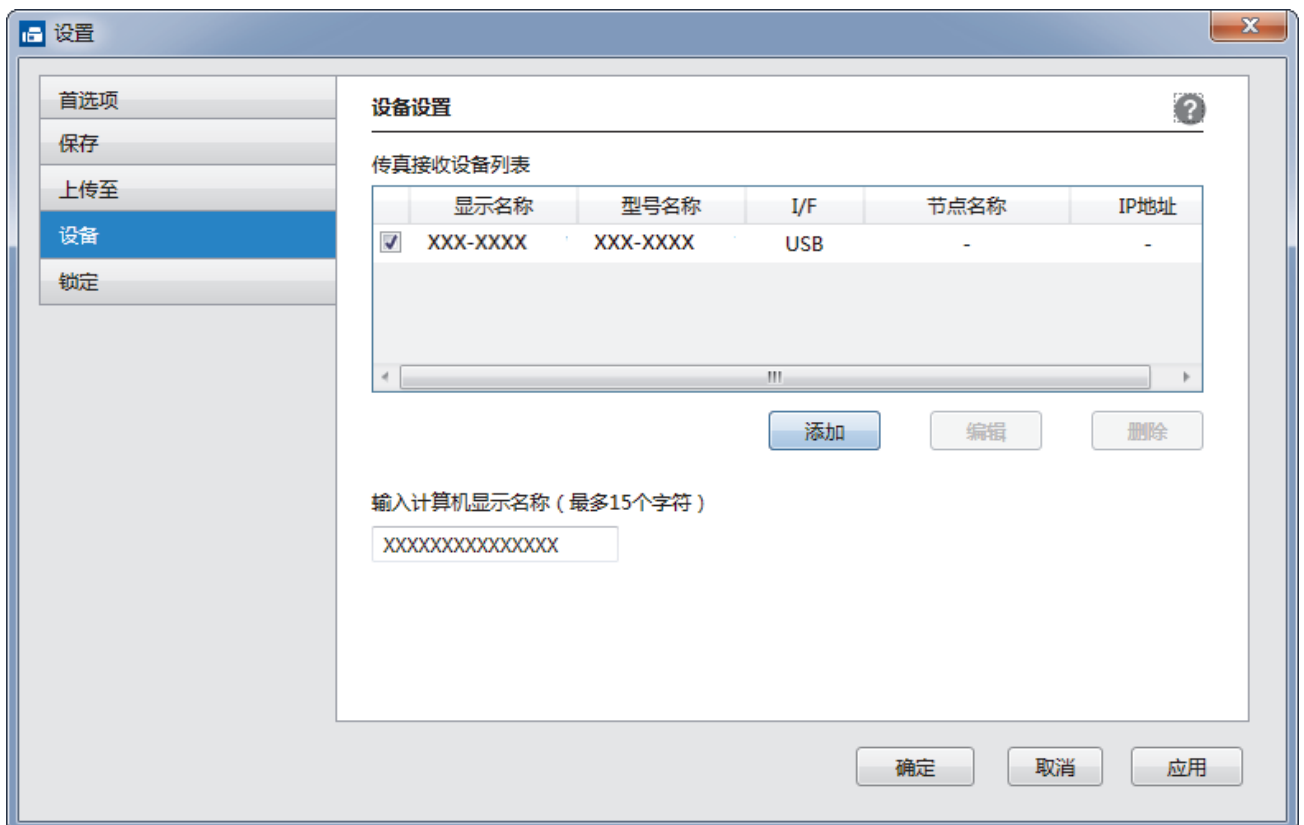 设置
首选项
保存
上传至
设备
锁定
设备设置
传真接收设备列表
显示名称 型号名称 I/F 节点名称 IP地址
XXX-XXXX XXX-XXXX USB - -
添加 编辑 删除
输入计算机显示名称（最多15个字符）
XXXXXXXXXXXXXXX
确定 取消 应用